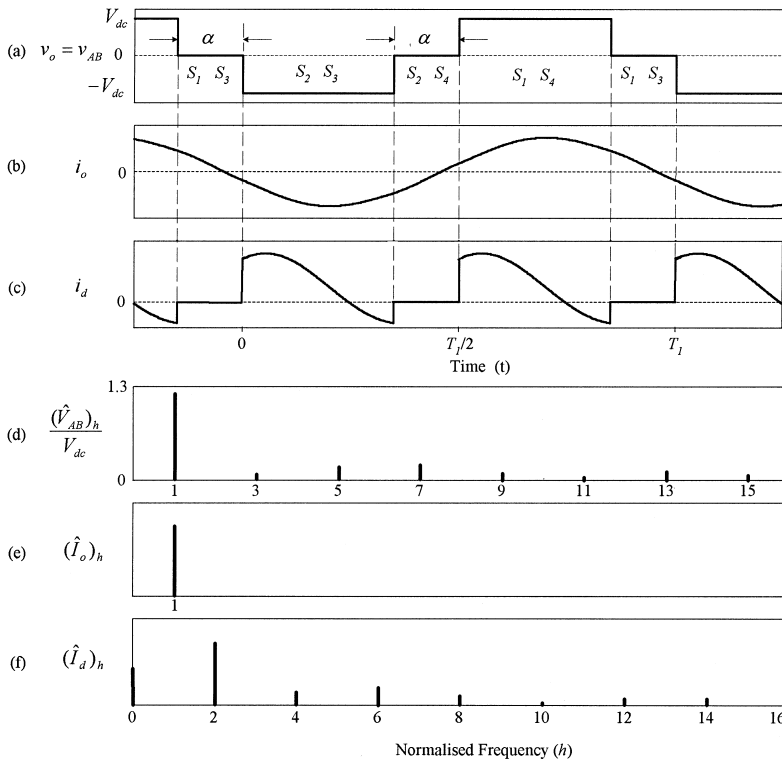 V_dc
(a) v_o = v_AB 0
−V_dc
α α
S_1 S_3 S_2 S_3 S_2 S_4 S_1 S_4 S_1 S_3
(b) i_o 0
(c) i_d 0
0 T_1/2 T_1
Time (t)
1.3
(d) (V̂_AB)_h / V_dc
0
1 3 5 7 9 11 13 15
(e) (Î_o)_h
1
(f) (Î_d)_h
0 2 4 6 8 10 12 14 16
Normalised Frequency (h)